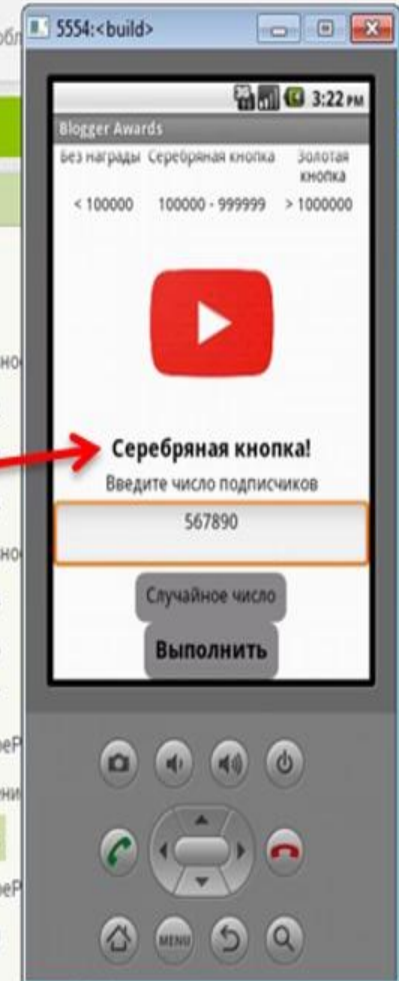 5554:<build>
3G 3:22 PM
Blogger Awards
Без награды Серебряная кнопка Золотая
кнопка
< 100000 100000 - 999999 > 1000000
Серебряная кнопка!
Введите число подписчиков
567890
Случайное число
Выполнить
MENU